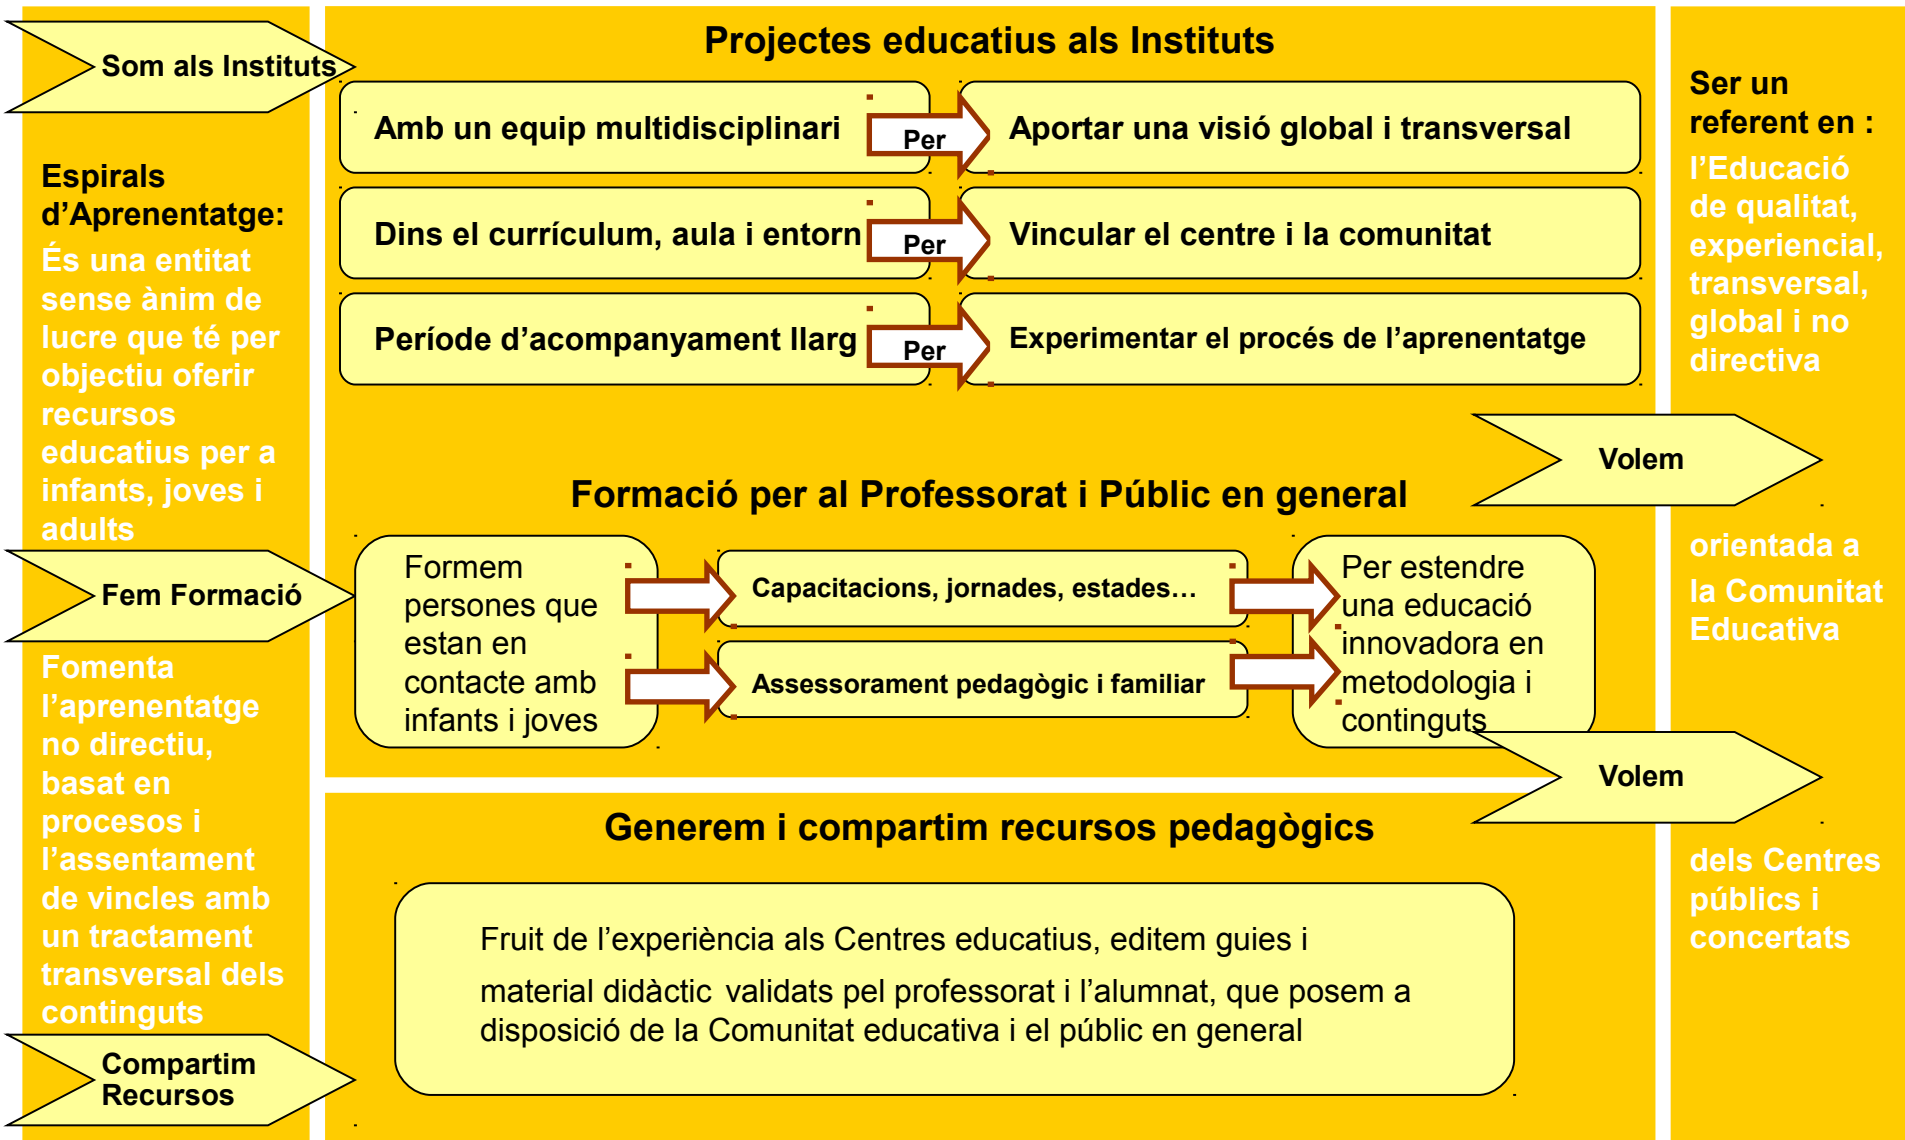 Som als Instituts
Espirals
d’Aprenentatge:
És una entitat
sense ànim de
lucre que té per
objectiu oferir
recursos
educatius per a
infants, joves i
adults
Fem Formació
Fomenta
l’aprenentatge
no directiu,
basat en
procesos i
l’assentament
de vincles amb
un tractament
transversal dels
continguts
Compartim
Recursos
Projectes educatius als Instituts
Amb un equip multidisciplinari
Per
Aportar una visió global i transversal
Dins el currículum, aula i entorn
Per
Vincular el centre i la comunitat
Període d’acompanyament llarg
Per
Experimentar el procés de l’aprenentatge
Formació per al Professorat i Públic en general
Formem
persones que
estan en
contacte amb
infants i joves
Capacitacions, jornades, estades…
Assessorament pedagògic i familiar
Per estendre
una educació
innovadora en
metodologia i
continguts
Generem i compartim recursos pedagògics
Fruit de l’experiència als Centres educatius, editem guies i
material didàctic validats pel professorat i l’alumnat, que posem a
disposició de la Comunitat educativa i el públic en general
Ser un
referent en :
l’Educació
de qualitat,
experiencial,
transversal,
global i no
directiva
Volem
orientada a
la Comunitat
Educativa
Volem
dels Centres
públics i
concertats